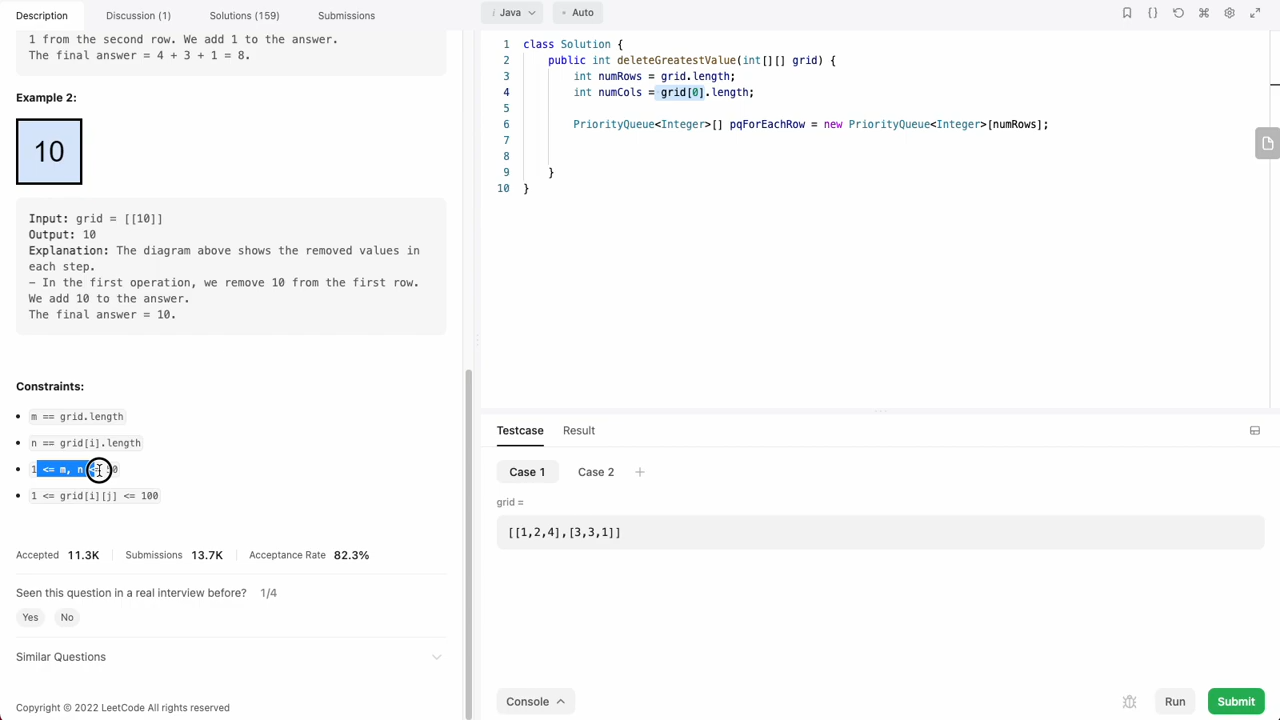 Description
Discussion (1)
Solutions (159)
Submissions
1 from the second row. We add 1 to the answer.
The final answer = 4 + 3 + 1 = 8.
Example 2:
10
Input: grid = [[10]]
Output: 10
Explanation: The diagram above shows the removed values in
each step.
- In the first operation, we remove 10 from the first row.
We add 10 to the answer.
The final answer = 10.
Constraints:
m == grid.length
n == grid[i].length
1 <= m, n <= 50
1 <= grid[i][j] <= 100
Accepted 11.3K
Submissions 13.7K
Acceptance Rate 82.3%
Seen this question in a real interview before? 1/4
Yes
No
Similar Questions
Copyright © 2022 LeetCode All rights reserved
i Java
Auto
1 class Solution {
2 public int deleteGreatestValue(int[][] grid) {
3 int numRows = grid.length;
4 int numCols = grid[0].length;
5
6 PriorityQueue<Integer>[] pqForEachRow = new PriorityQueue<Integer>[numRows];
7
8
9 }
10 }
Testcase
Result
Case 1
Case 2
grid =
[[1,2,4],[3,3,1]]
Console
Run
Submit